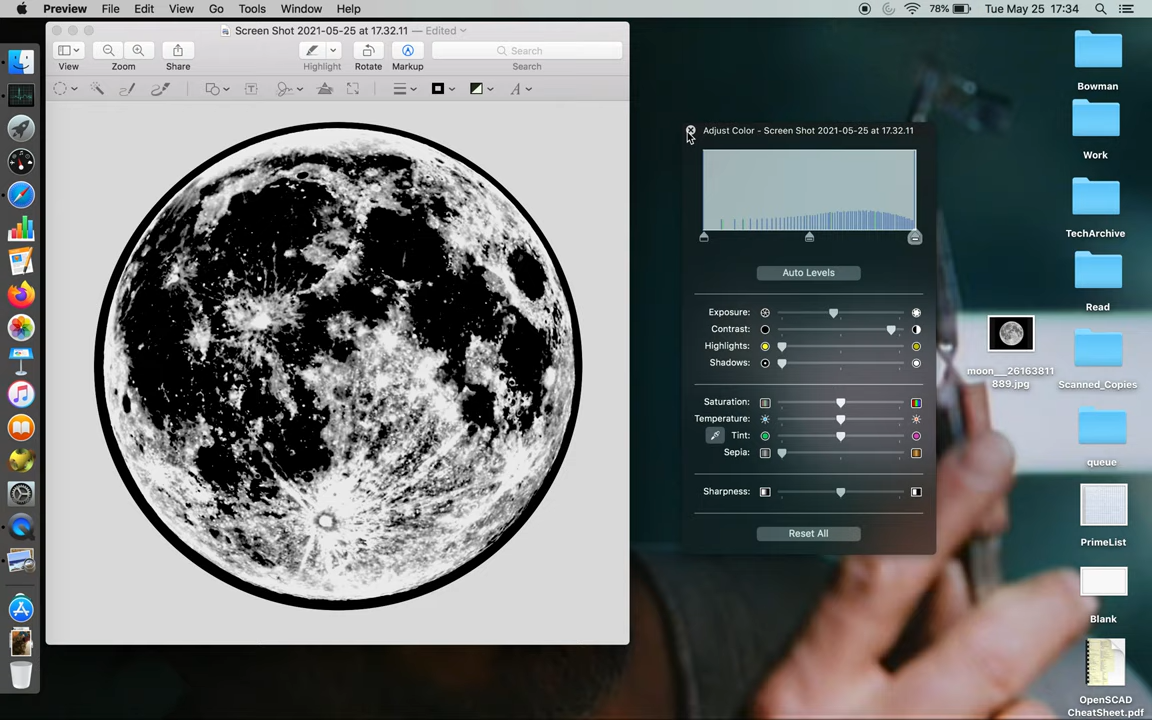 Preview File Edit View Go Tools Window Help 78% Tue May 25 17:34
Screen Shot 2021-05-25 at 17.32.11 — Edited
Search
View Zoom Share Highlight Rotate Markup Search
T A
Adjust Color - Screen Shot 2021-05-25 at 17.32.11
Auto Levels
Exposure:
Contrast:
Highlights:
Shadows:
Saturation:
Temperature:
Tint:
Sepia:
Sharpness:
Reset All
Bowman
Work
TechArchive
Read
moon__26163811
889.jpg
Scanned_Copies
queue
PrimeList
Blank
OpenSCAD
CheatSheet.pdf